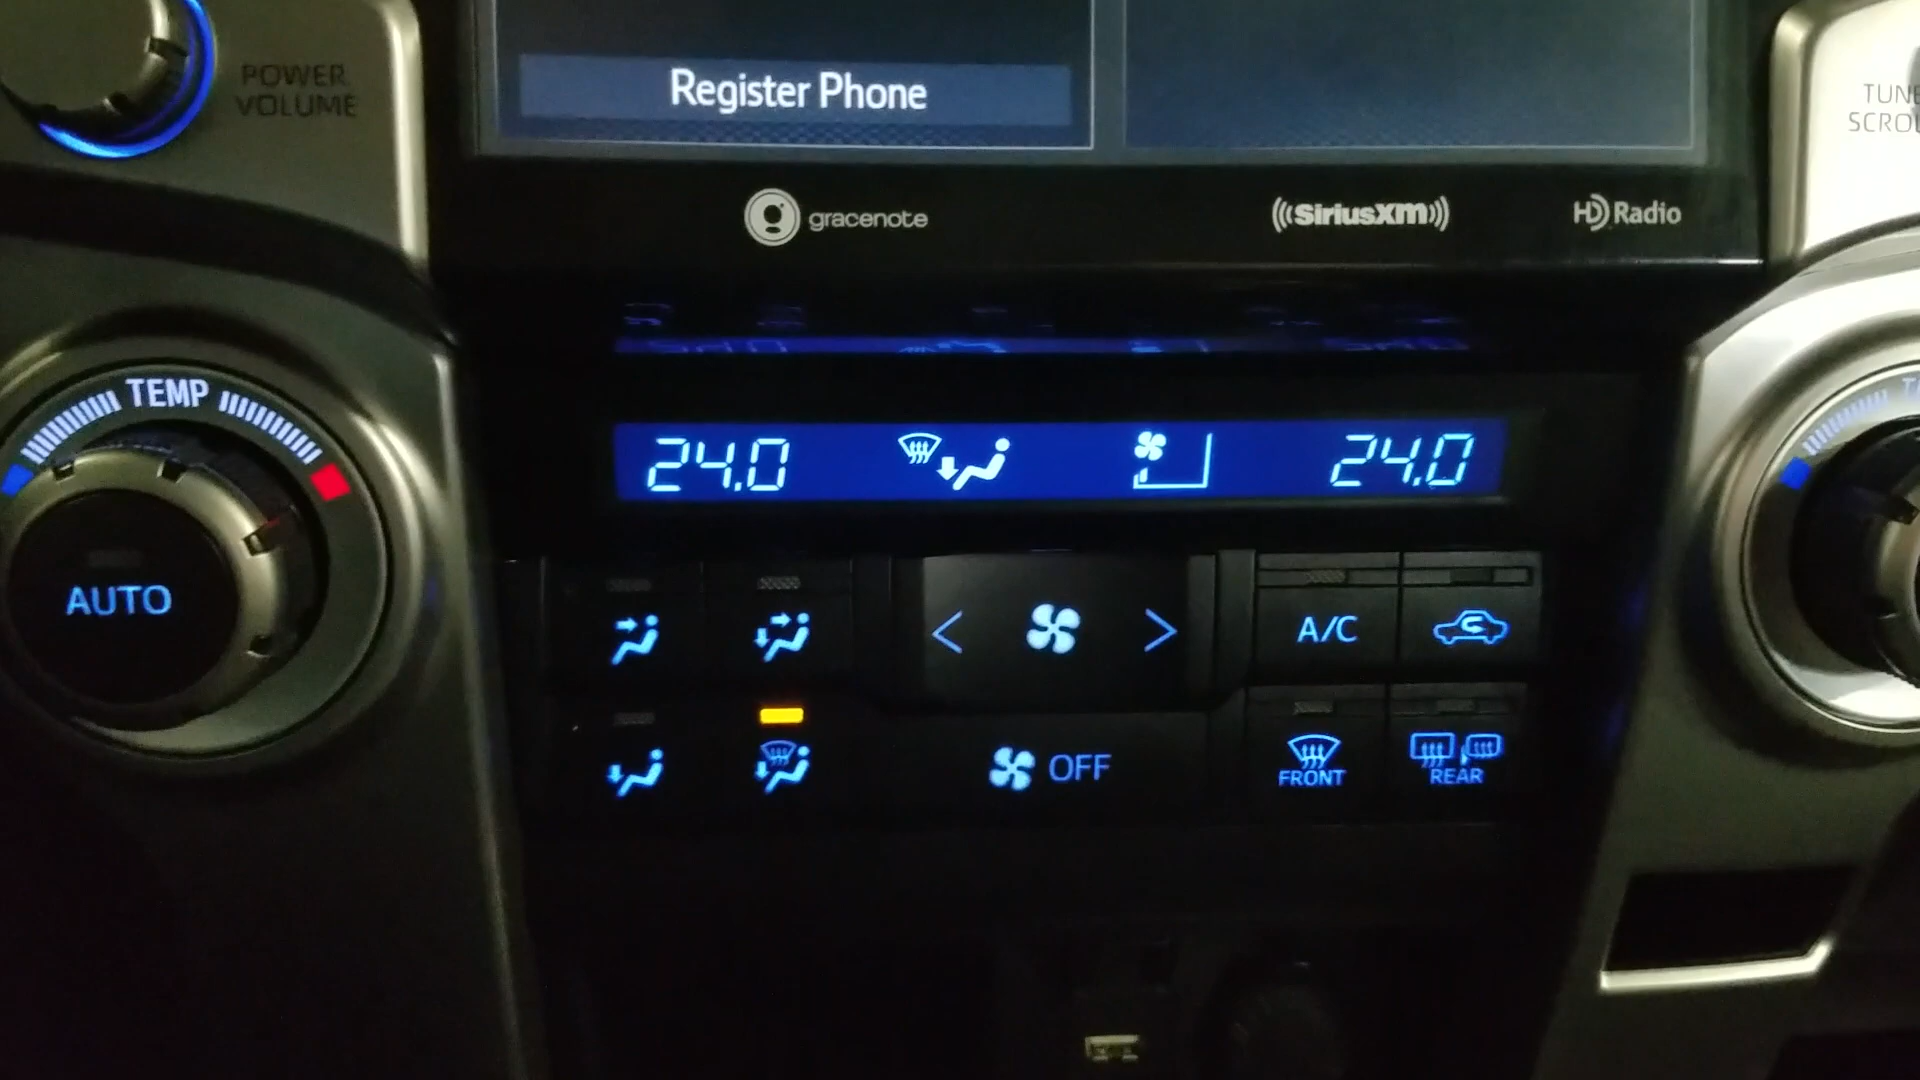 POWER
VOLUME
Register Phone
TUNE
SCROL
gracenote
SiriusXM
HD Radio
TEMP
24.0
24.0
AUTO
A/C
OFF
FRONT
REAR